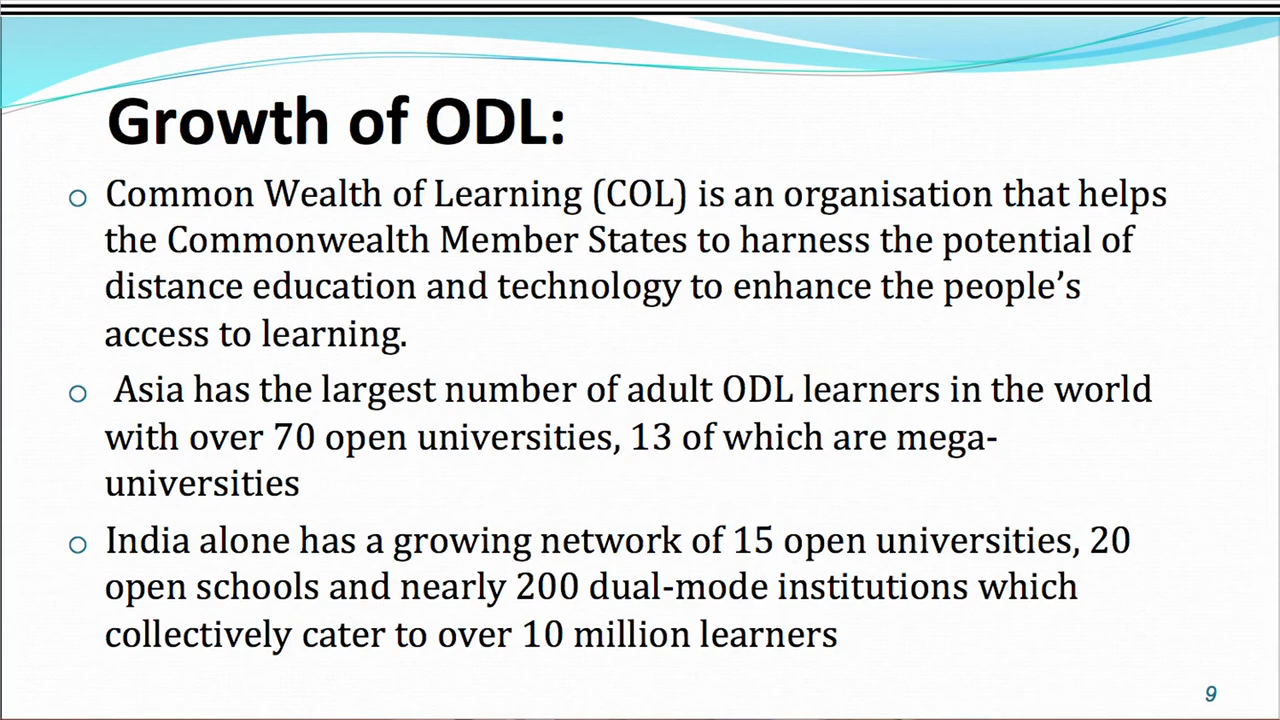 Growth of ODL:
Common Wealth of Learning (COL) is an organisation that helps
the Commonwealth Member States to harness the potential of
distance education and technology to enhance the people’s
access to learning.
Asia has the largest number of adult ODL learners in the world
with over 70 open universities, 13 of which are mega-
universities
India alone has a growing network of 15 open universities, 20
open schools and nearly 200 dual-mode institutions which
collectively cater to over 10 million learners
9